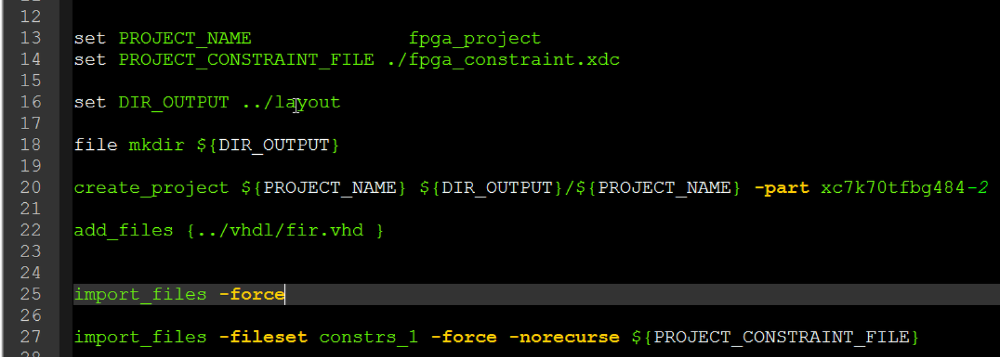 12
13 set PROJECT_NAME fpga_project
14 set PROJECT_CONSTRAINT_FILE ./fpga_constraint.xdc
15
16 set DIR_OUTPUT ../layout
17
18 file mkdir ${DIR_OUTPUT}
19
20 create_project ${PROJECT_NAME} ${DIR_OUTPUT}/${PROJECT_NAME} -part xc7k70tfbg484-2
21
22 add_files {../vhdl/fir.vhd }
23
24
25 import_files -force
26
27 import_files -fileset constrs_1 -force -norecurse ${PROJECT_CONSTRAINT_FILE}